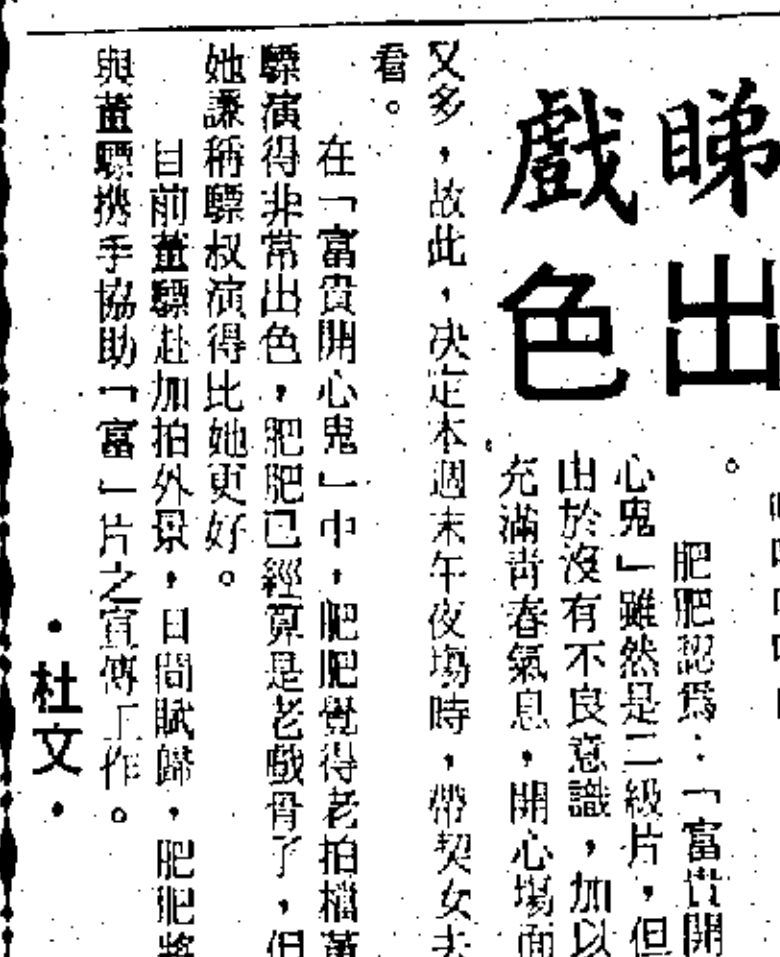 睇出
戲色
。
肥肥認為：「富貴開
心鬼」雖然是二級片，但
由於沒有不良意識，加以
充滿青春氣息，開心場面
又多，故此，决定本週末午夜場時，帶契女去
看。
在「富貴開心鬼」中，肥肥覺得老拍檔董
驃演得非常出色，肥肥已經算是老戲骨了，但
她謙稱驃叔演得比她更好。
目前董驃赴加拍外景，日間賦歸，肥肥將
與董驃携手協助「富」片之宣傳工作。
·杜文·